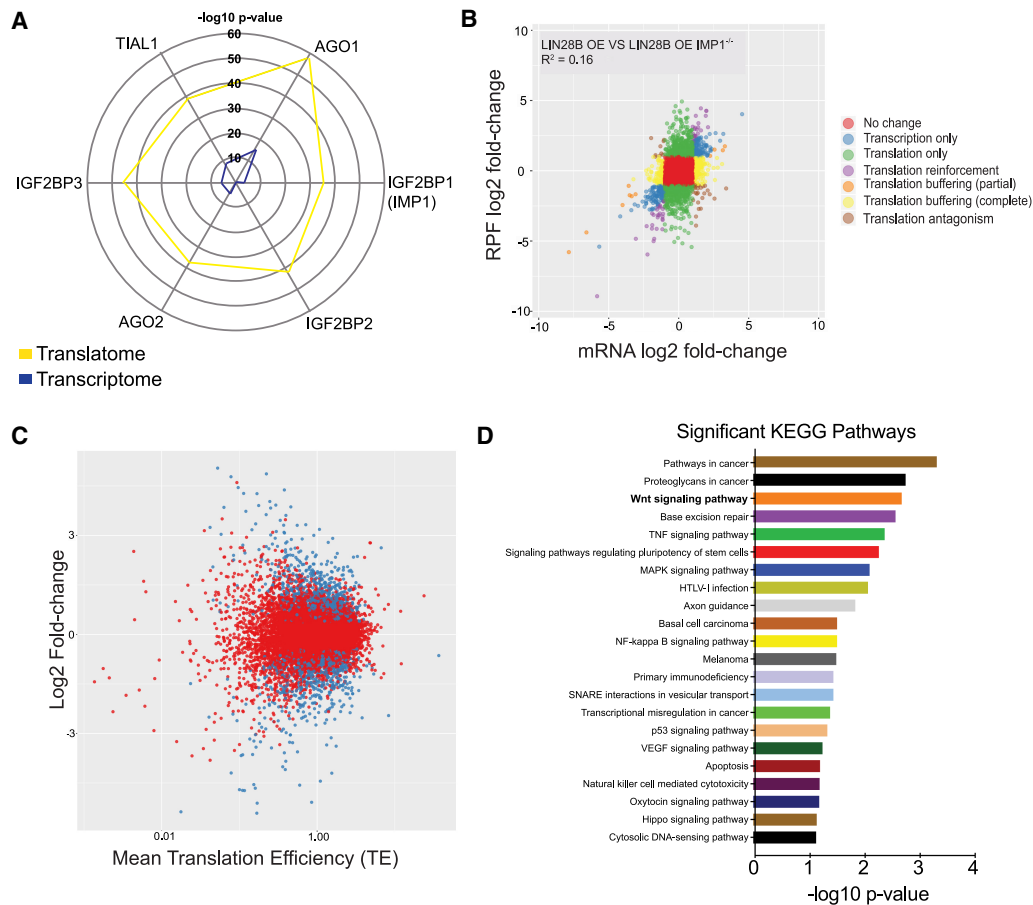 A
-log10 p-value
60
50
40
30
20
10
TIAL1
AGO1
IGF2BP3
IGF2BP1
(IMP1)
AGO2
IGF2BP2
Translatome
Transcriptome
B
LIN28B OE VS LIN28B OE IMP1-/-
R2 = 0.16
10
5
0
-5
-10
RPF log2 fold-change
-10
-5
0
5
10
mRNA log2 fold-change
No change
Transcription only
Translation only
Translation reinforcement
Translation buffering (partial)
Translation buffering (complete)
Translation antagonism
C
Log2 Fold-change
3
0
-3
0.01
1.00
Mean Translation Efficiency (TE)
D
Significant KEGG Pathways
Pathways in cancer
Proteoglycans in cancer
Wnt signaling pathway
Base excision repair
TNF signaling pathway
Signaling pathways regulating pluripotency of stem cells
MAPK signaling pathway
HTLV-I infection
Axon guidance
Basal cell carcinoma
NF-kappa B signaling pathway
Melanoma
Primary immunodeficiency
SNARE interactions in vesicular transport
Transcriptional misregulation in cancer
p53 signaling pathway
VEGF signaling pathway
Apoptosis
Natural killer cell mediated cytotoxicity
Oxytocin signaling pathway
Hippo signaling pathway
Cytosolic DNA-sensing pathway
0
1
2
3
4
-log10 p-value